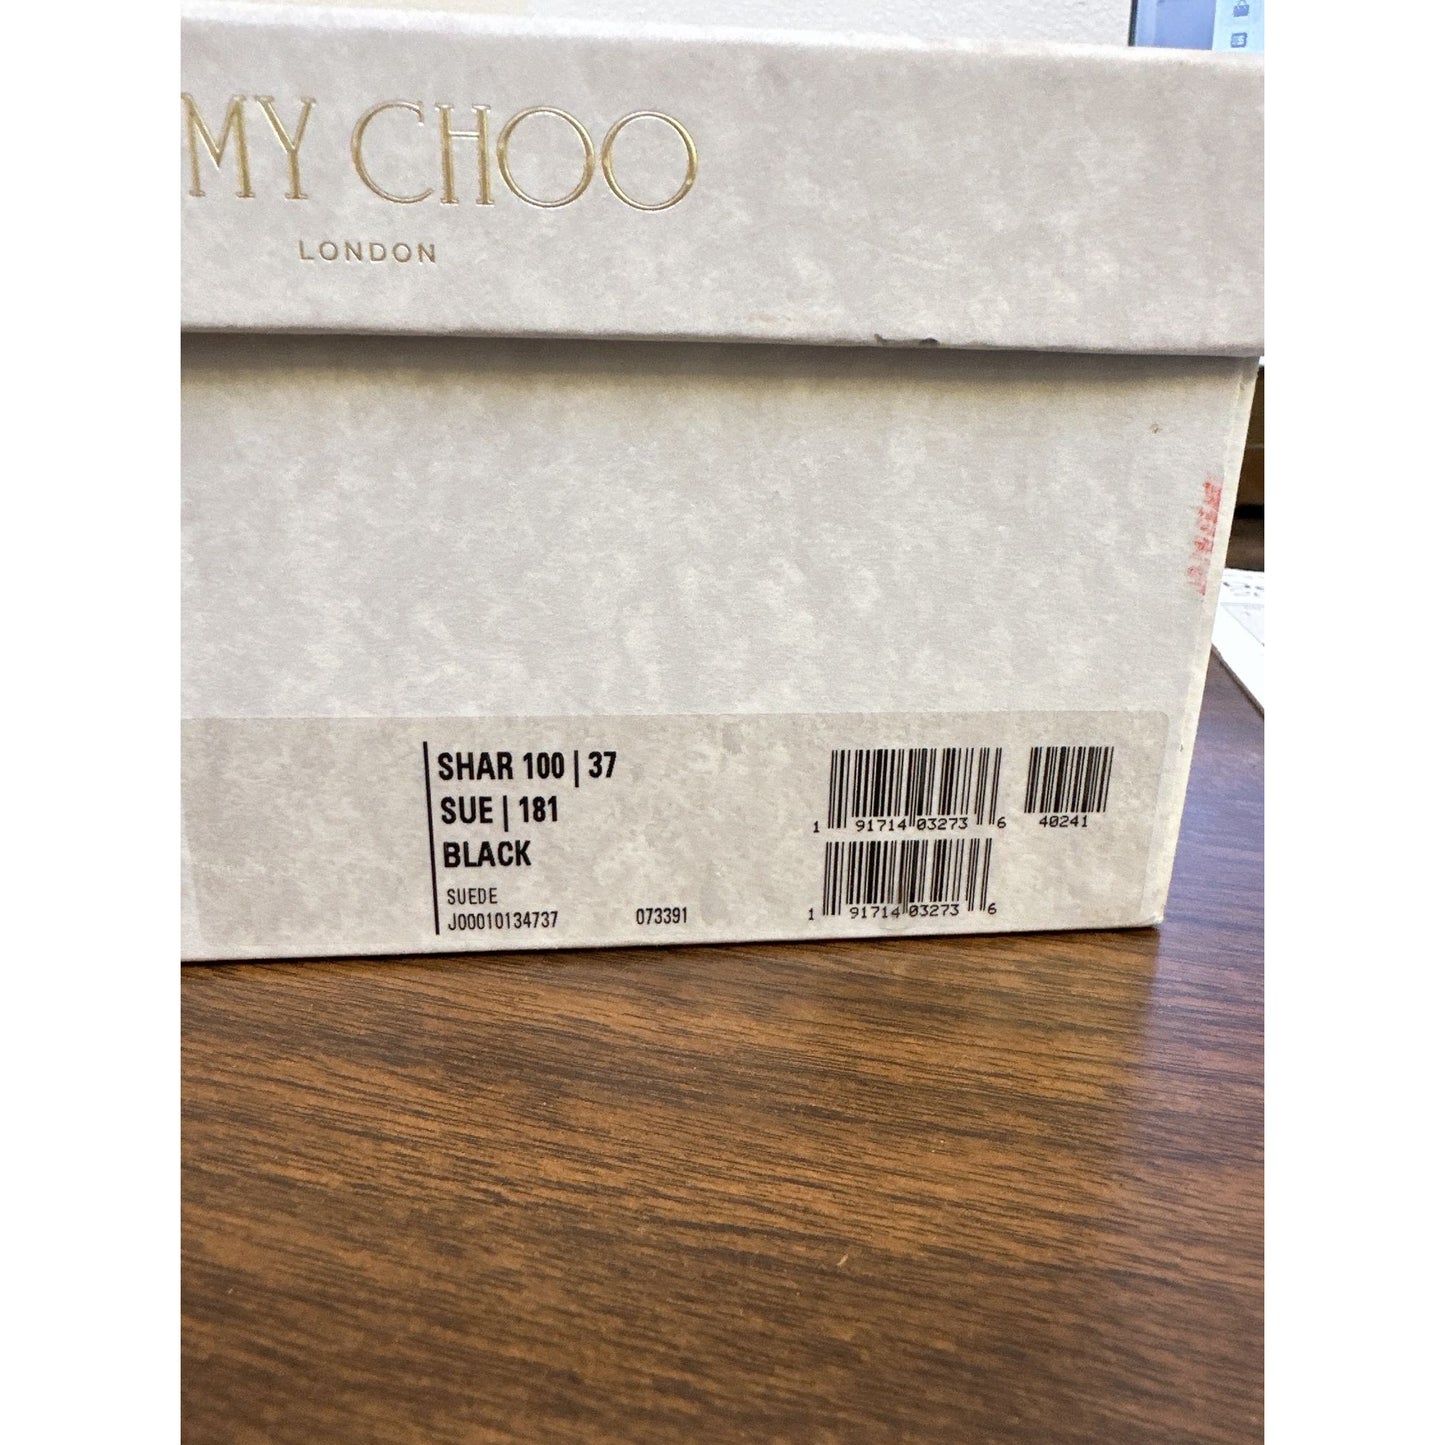 MY CHOO
LONDON
SHAR 100 | 37
SUE | 181
BLACK
SUEDE
J00010134737 073391
1 91714 03273 6 40241
1 91714 03273 6